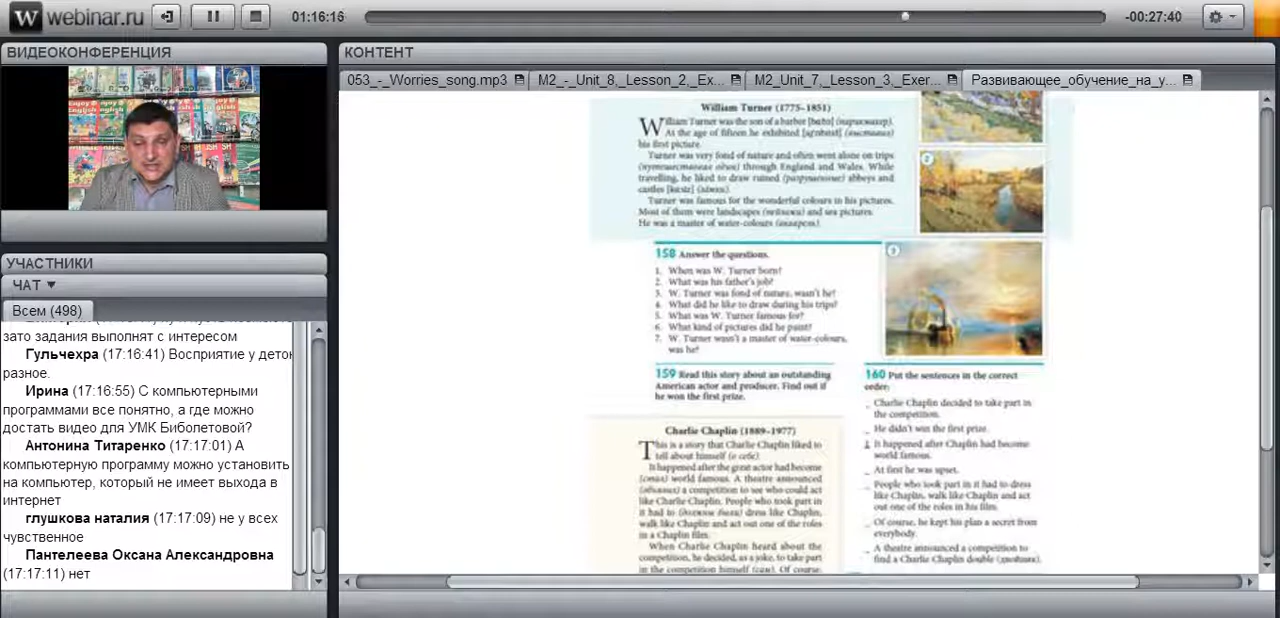 W webinar.ru
01:16:16
-00:27:40
ВИДЕОКОНФЕРЕНЦИЯ
УЧАСТНИКИ
ЧАТ ▼
Всем (498)
зато задания выполнят с интересом
Гульчехра (17:16:41) Восприятие у деток
разное.
Ирина (17:16:55) С компьютерными
программами все понятно, а где можно
достать видео для УМК Биболетовой?
Антонина Титаренко (17:17:01) А
компьютерную программу можно установить
на компьютер, который не имеет выхода в
интернет
глушкова наталия (17:17:09) не у всех
чувственное
Пантелеева Оксана Александровна
(17:17:11) нет
КОНТЕНТ
053_-_Worries_song.mp3
M2_-_Unit_8,_Lesson_2,_Ex...
M2_Unit_7,_Lesson_3,_Exer...
Развивающее_обучение_на_у...
William Turner (1775–1851)
William Turner was the son of a barber (парикмахер).
At the age of fifteen he exhibited
his first picture.
Turner was very fond of nature and often went alone on trips
through England and Wales. While
travelling, he liked to draw ruined abbeys and
castles
Turner was famous for the wonderful colours in his pictures.
Most of them were landscapes (пейзажи) and sea pictures.
He was a master of water-colours (акварель).
2
3
158 Answer the questions.
1. When was W. Turner born?
2. What was his father's job?
3. W. Turner was fond of nature, wasn't he?
4. What did he like to draw during his trips?
5. What was W. Turner famous for?
6. What kind of pictures did he paint?
7. W. Turner wasn't a master of water-colours,
was he?
159 Read this story about an outstanding
American actor and producer. Find out if
he won the first prize.
Charlie Chaplin (1889–1977)
This is a story that Charlie Chaplin liked to
tell about himself (о себе).
It happened after the great actor had become
(стал) world famous. A theatre announced
(объявил) a competition to see who could act
like Charlie Chaplin. People who took part in
it had to (должны были) dress like Chaplin,
walk like Chaplin and act out one of the roles
in a Chaplin film.
When Charlie Chaplin heard about the
competition, he decided, as a joke, to take part
in the competition himself (сам). Of course,
160 Put the sentences in the correct
order:
_ Charlie Chaplin decided to take part in
the competition.
_ He didn't win the first prize.
1 It happened after Chaplin had become
world famous.
_ At first he was upset.
_ People who took part in it had to dress
like Chaplin, walk like Chaplin and act
out one of the roles in his film.
_ Of course, he kept his plan a secret from
everybody.
_ A theatre announced a competition to
find a Charlie Chaplin double (двойник).